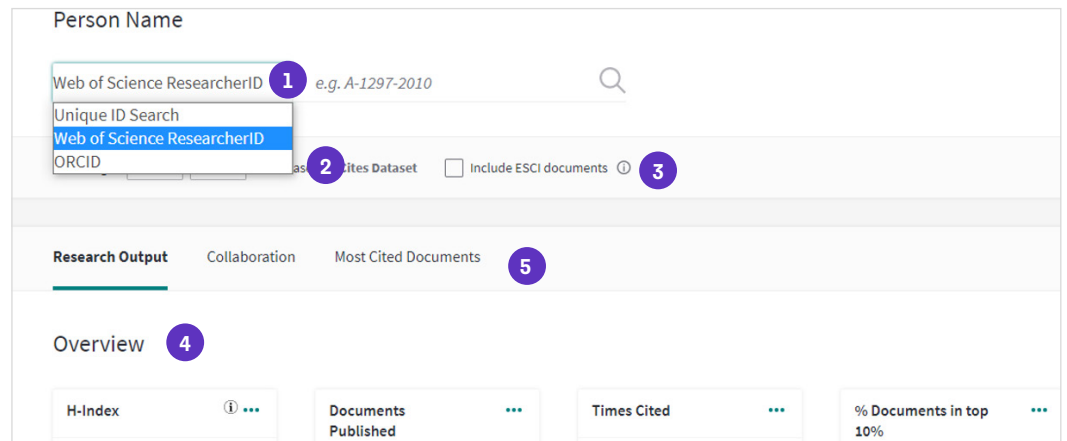 Person Name
Web of Science ResearcherID 1 e.g. A-1297-2010
Unique ID Search
Web of Science ResearcherID
ORCID
2 ites Dataset Include ESCI documents 3
Research Output Collaboration Most Cited Documents 5
Overview 4
H-Index Documents Published Times Cited % Documents in top 10%